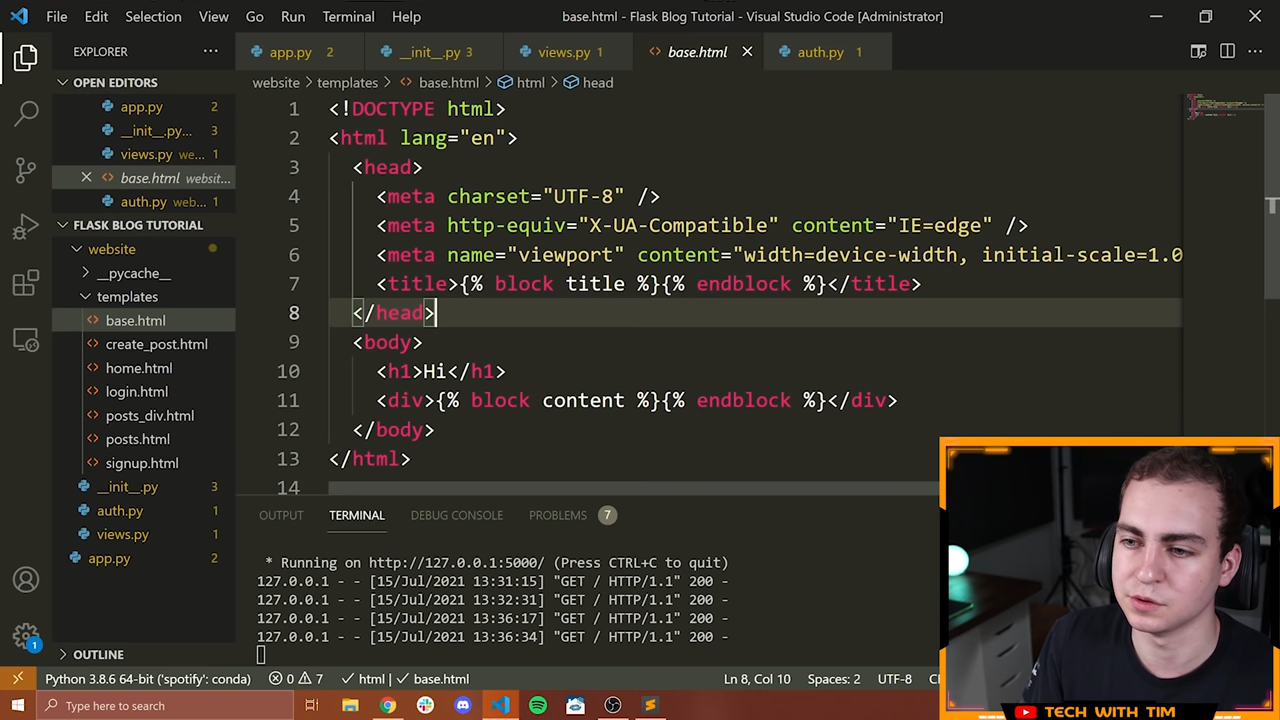 File Edit Selection View Go Run Terminal Help
base.html - Flask Blog Tutorial - Visual Studio Code [Administrator]
EXPLORER
app.py 2
__init__.py 3
views.py 1
base.html
auth.py 1
OPEN EDITORS
app.py 2
__init__.py... 3
views.py we... 1
base.html websit...
auth.py web... 1
FLASK BLOG TUTORIAL
website
__pycache__
templates
base.html
create_post.html
home.html
login.html
posts_div.html
posts.html
signup.html
__init__.py 3
auth.py 1
views.py 1
app.py 2
OUTLINE
website > templates > base.html > html > head
1 <!DOCTYPE html>
2 <html lang="en">
3 <head>
4 <meta charset="UTF-8" />
5 <meta http-equiv="X-UA-Compatible" content="IE=edge" />
6 <meta name="viewport" content="width=device-width, initial-scale=1.0
7 <title>{% block title %}{% endblock %}</title>
8 </head>
9 <body>
10 <h1>Hi</h1>
11 <div>{% block content %}{% endblock %}</div>
12 </body>
13 </html>
14
OUTPUT TERMINAL DEBUG CONSOLE PROBLEMS 7
* Running on http://127.0.0.1:5000/ (Press CTRL+C to quit)
127.0.0.1 - - [15/Jul/2021 13:31:15] "GET / HTTP/1.1" 200 -
127.0.0.1 - - [15/Jul/2021 13:32:31] "GET / HTTP/1.1" 200 -
127.0.0.1 - - [15/Jul/2021 13:36:17] "GET / HTTP/1.1" 200 -
127.0.0.1 - - [15/Jul/2021 13:36:34] "GET / HTTP/1.1" 200 -
1
Python 3.8.6 64-bit ('spotify': conda) 0 7 html base.html Ln 8, Col 10 Spaces: 2 UTF-8
Type here to search
TECH WITH TIM